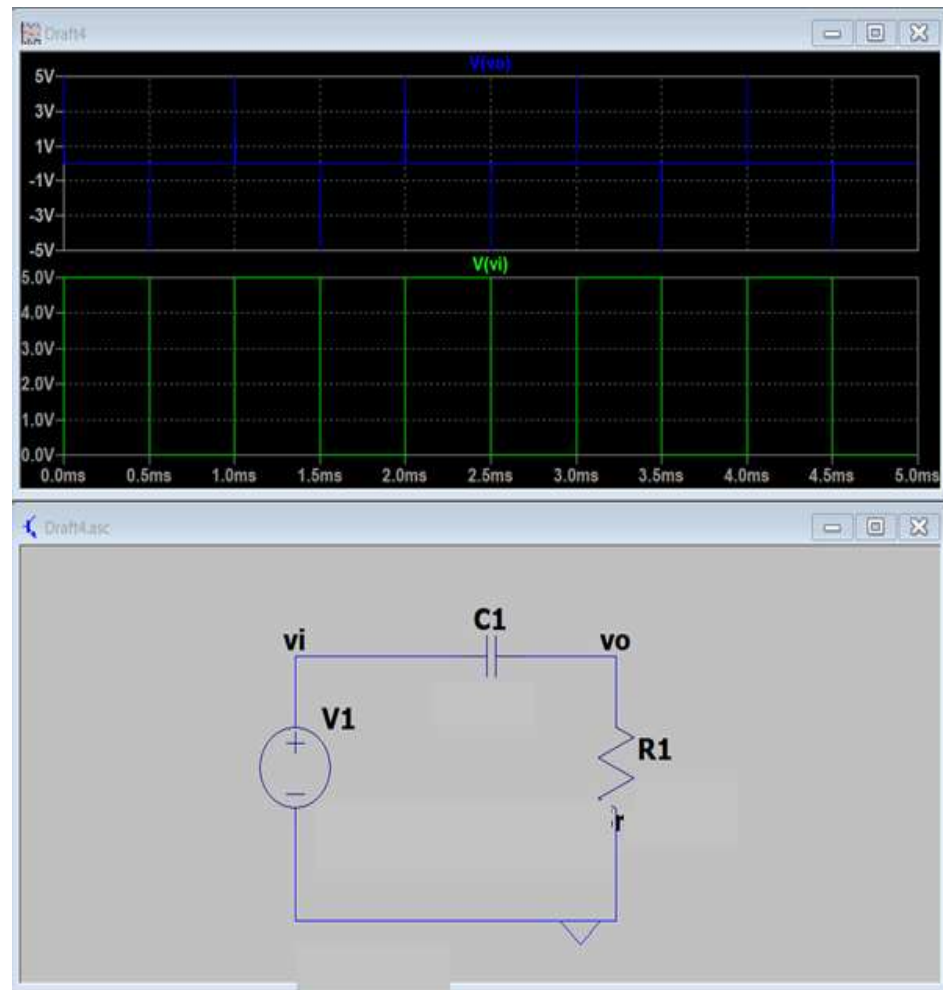 Draft4
V(vo)
5V
3V
1V
-1V
-3V
-5V
V(vi)
5.0V
4.0V
3.0V
2.0V
1.0V
0.0V
0.0ms 0.5ms 1.0ms 1.5ms 2.0ms 2.5ms 3.0ms 3.5ms 4.0ms 4.5ms 5.0ms
Draft4.asc
C1
vi vo
V1
R1
r